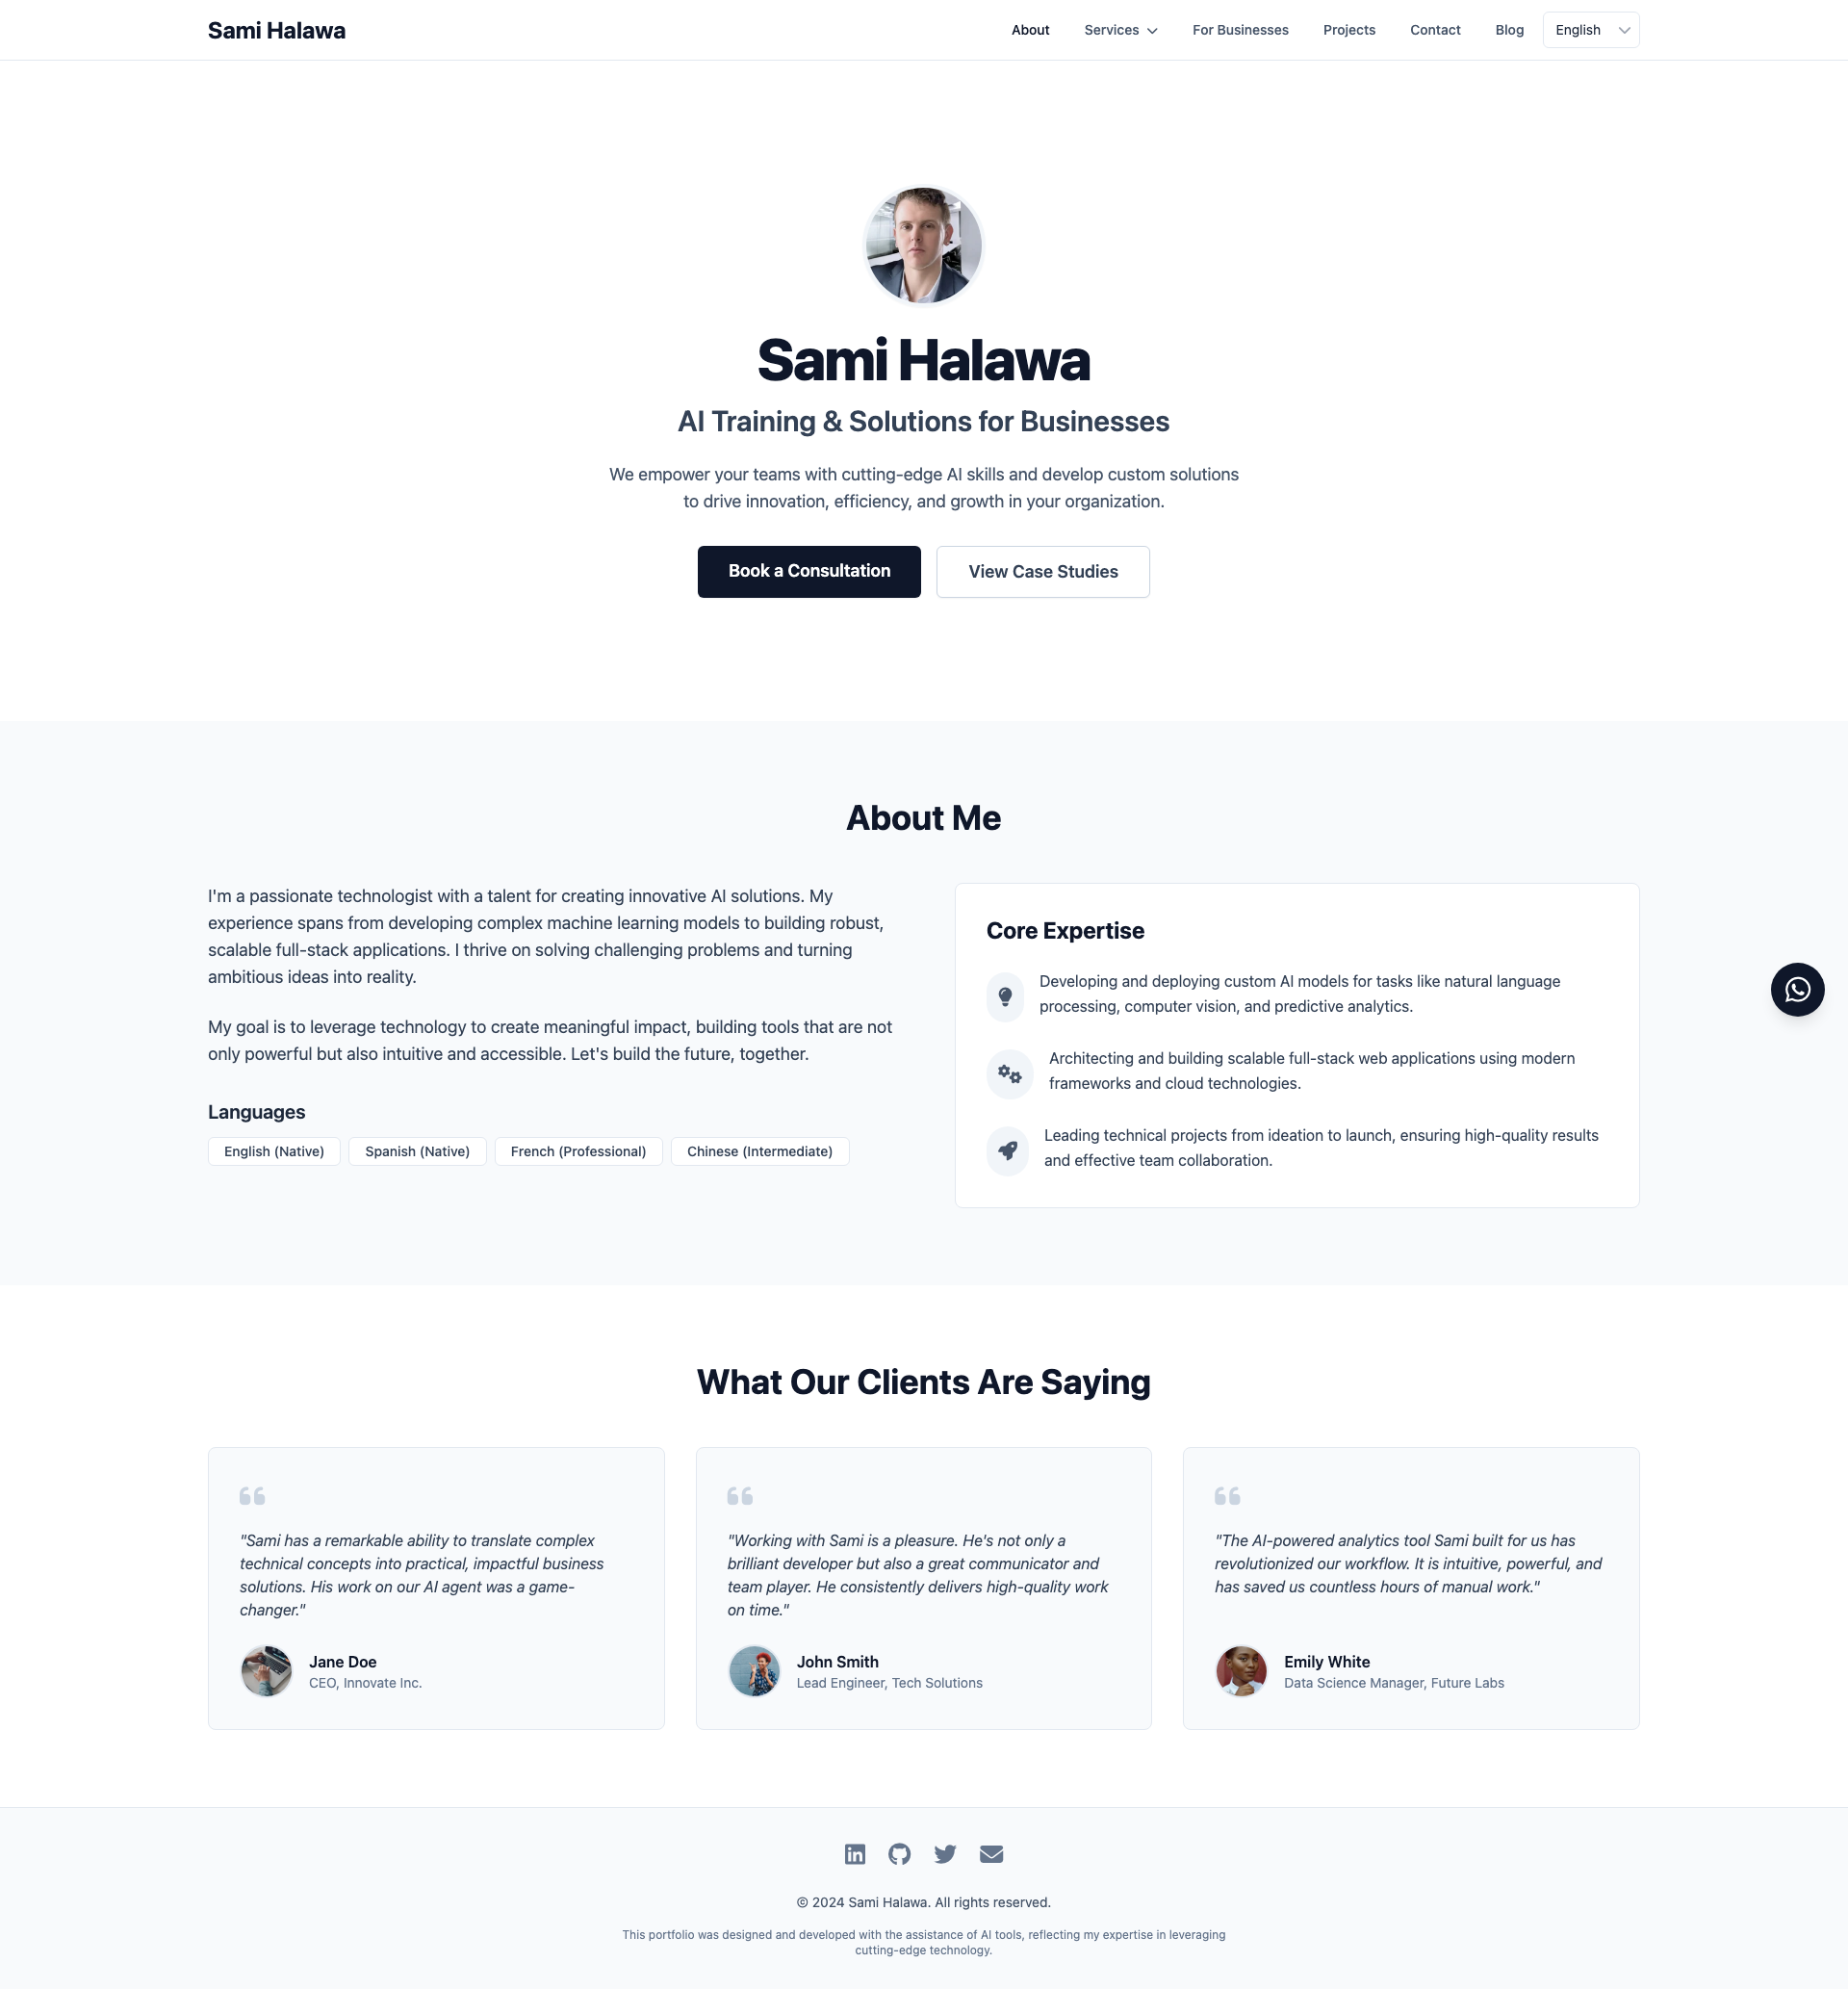 Sami Halawa
About
Services
For Businesses
Projects
Contact
Blog
English
Sami Halawa
AI Training & Solutions for Businesses
We empower your teams with cutting-edge AI skills and develop custom solutions
to drive innovation, efficiency, and growth in your organization.
Book a Consultation
View Case Studies
About Me
I'm a passionate technologist with a talent for creating innovative AI solutions. My
experience spans from developing complex machine learning models to building robust,
scalable full-stack applications. I thrive on solving challenging problems and turning
ambitious ideas into reality.
My goal is to leverage technology to create meaningful impact, building tools that are not
only powerful but also intuitive and accessible. Let's build the future, together.
Languages
English (Native)
Spanish (Native)
French (Professional)
Chinese (Intermediate)
Core Expertise
Developing and deploying custom AI models for tasks like natural language
processing, computer vision, and predictive analytics.
Architecting and building scalable full-stack web applications using modern
frameworks and cloud technologies.
Leading technical projects from ideation to launch, ensuring high-quality results
and effective team collaboration.
What Our Clients Are Saying
"Sami has a remarkable ability to translate complex
technical concepts into practical, impactful business
solutions. His work on our AI agent was a game-
changer."
Jane Doe
CEO, Innovate Inc.
"Working with Sami is a pleasure. He's not only a
brilliant developer but also a great communicator and
team player. He consistently delivers high-quality work
on time."
John Smith
Lead Engineer, Tech Solutions
"The AI-powered analytics tool Sami built for us has
revolutionized our workflow. It is intuitive, powerful, and
has saved us countless hours of manual work."
Emily White
Data Science Manager, Future Labs
© 2024 Sami Halawa. All rights reserved.
This portfolio was designed and developed with the assistance of AI tools, reflecting my expertise in leveraging
cutting-edge technology.